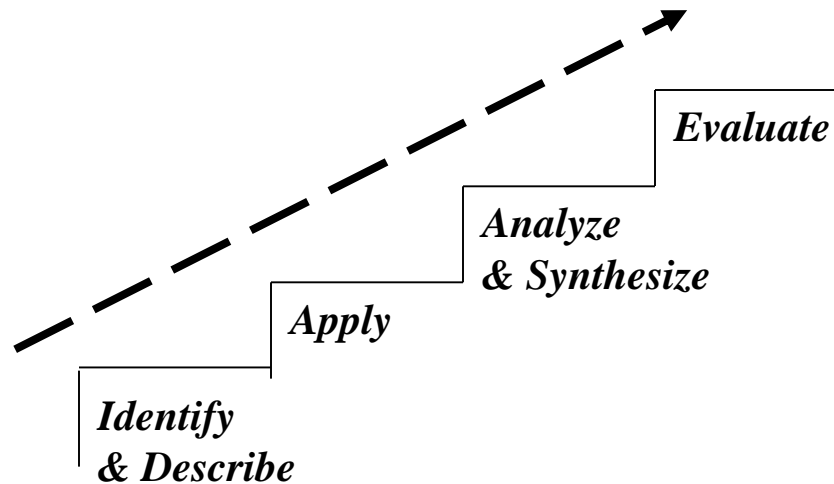 Evaluate
Analyze
& Synthesize
Apply
Identify
& Describe